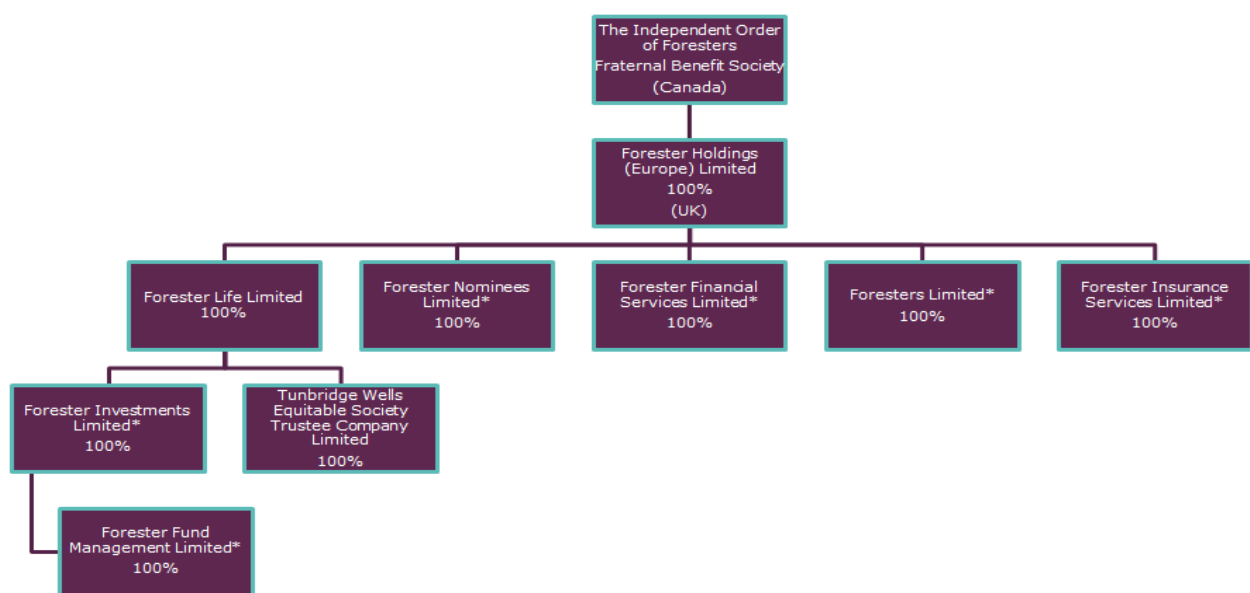 The Independent Order
of Foresters
Fraternal Benefit Society
(Canada)
Forester Holdings
(Europe) Limited
100%
(UK)
Forester Life Limited
100%
Forester Nominees
Limited*
100%
Forester Financial
Services Limited*
100%
Foresters Limited*
100%
Forester Insurance
Services Limited*
100%
Forester Investments
Limited*
100%
Tunbridge Wells
Equitable Society
Trustee Company
Limited
100%
Forester Fund
Management Limited*
100%